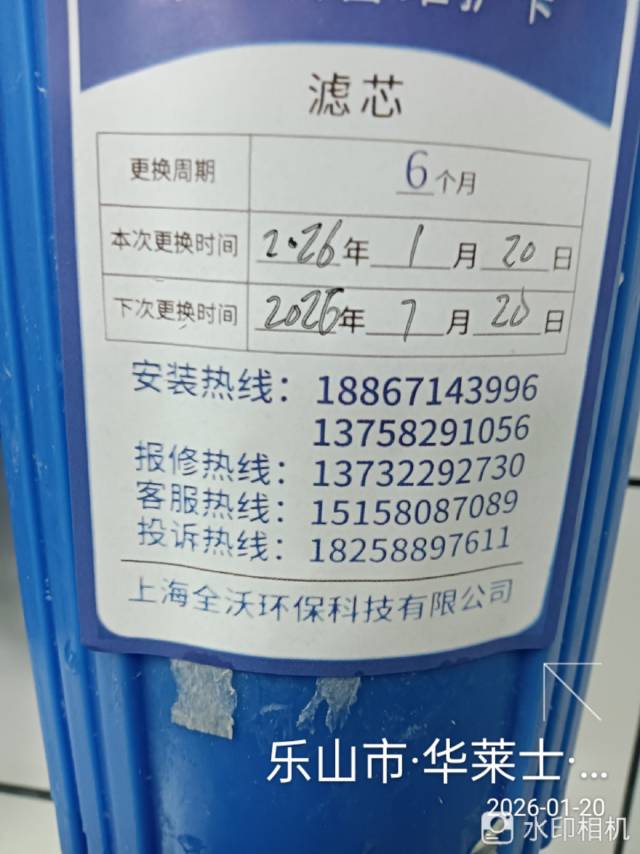 滤芯
更换周期 6个月
本次更换时间 2026年1月20日
下次更换时间 2026年7月20日
安装热线：18867143996
13758291056
报修热线：13732292730
客服热线：15158087089
投诉热线：18258897611
上海全沃环保科技有限公司
乐山市·华莱士·...
2026-01-20
水印相机